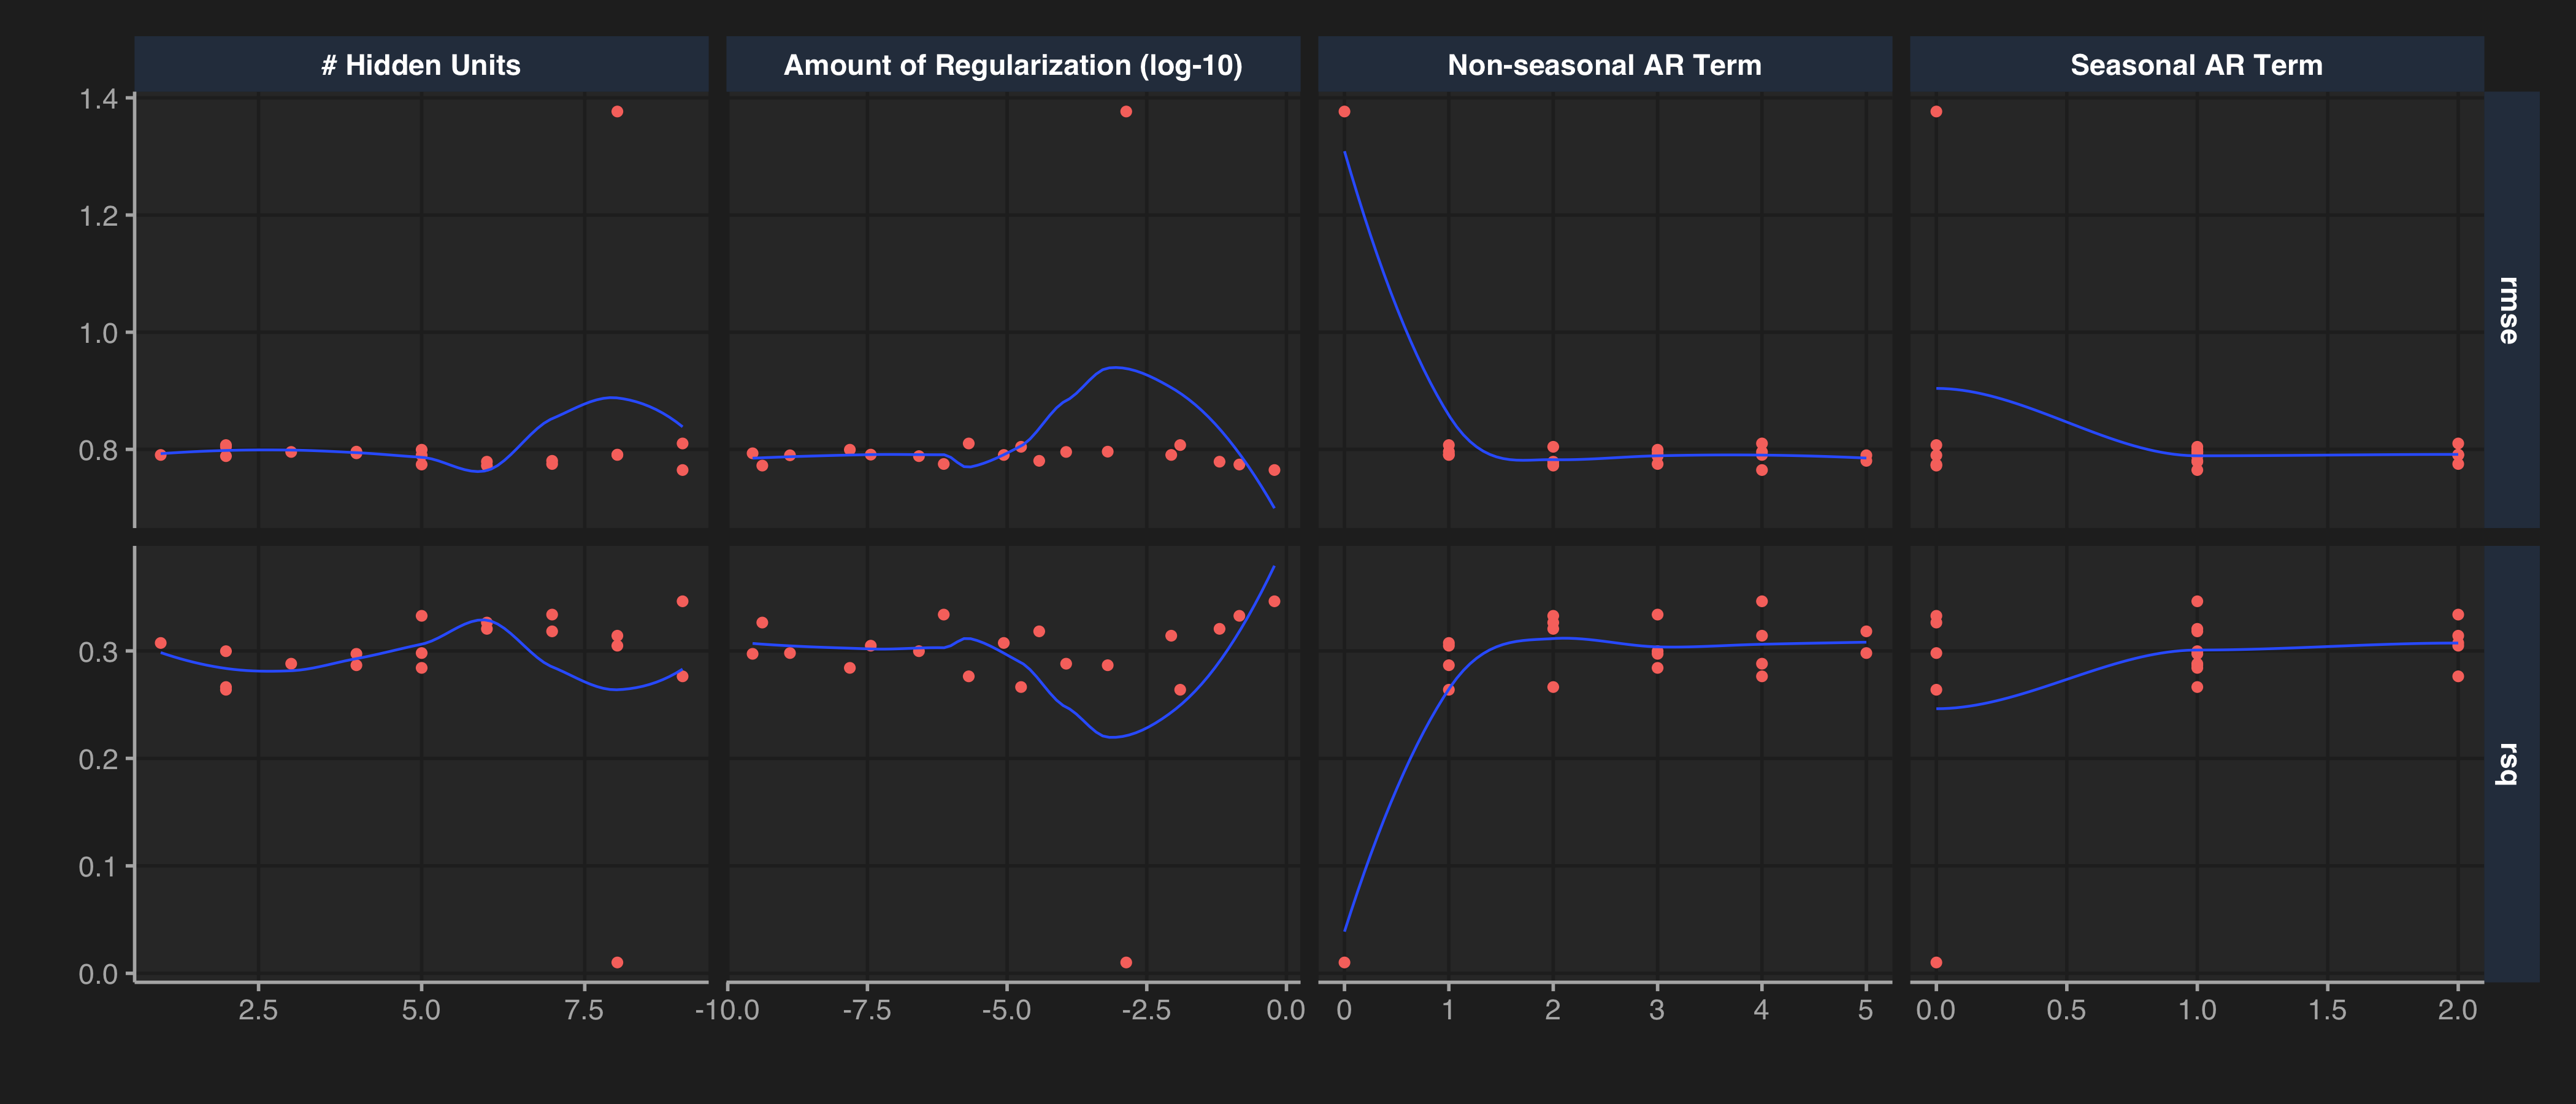 # Hidden Units
Amount of Regularization (log-10)
Non-seasonal AR Term
Seasonal AR Term
1.4
1.2
1.0
0.8
rmse
0.3
0.2
0.1
0.0
rsq
2.5 5.0 7.5
-10.0 -7.5 -5.0 -2.5 0.0
0 1 2 3 4 5
0.0 0.5 1.0 1.5 2.0